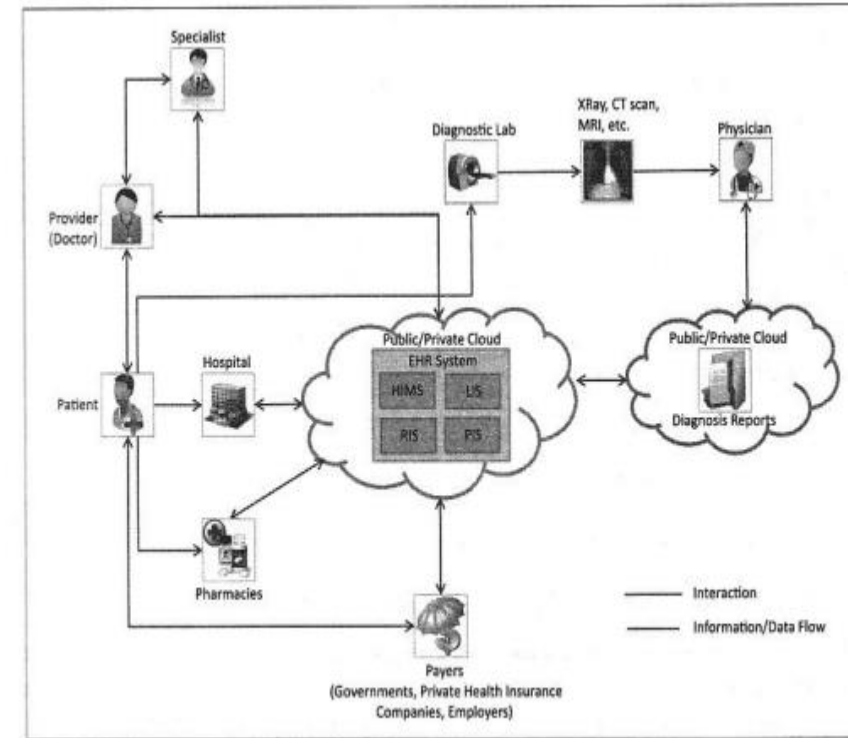 Specialist
XRay, CT scan,
MRI, etc.
Diagnostic Lab
Physician
Provider
(Doctor)
Public/Private Cloud
EHR System
HIMS
LIS
RIS
PIS
Hospital
Patient
Public/Private Cloud
Diagnosis Reports
Pharmacies
Interaction
Information/Data Flow
Payers
(Governments, Private Health Insurance
Companies, Employers)